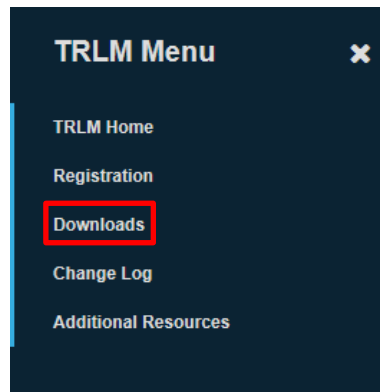 TRLM Menu
TRLM Home
Registration
Downloads
Change Log
Additional Resources